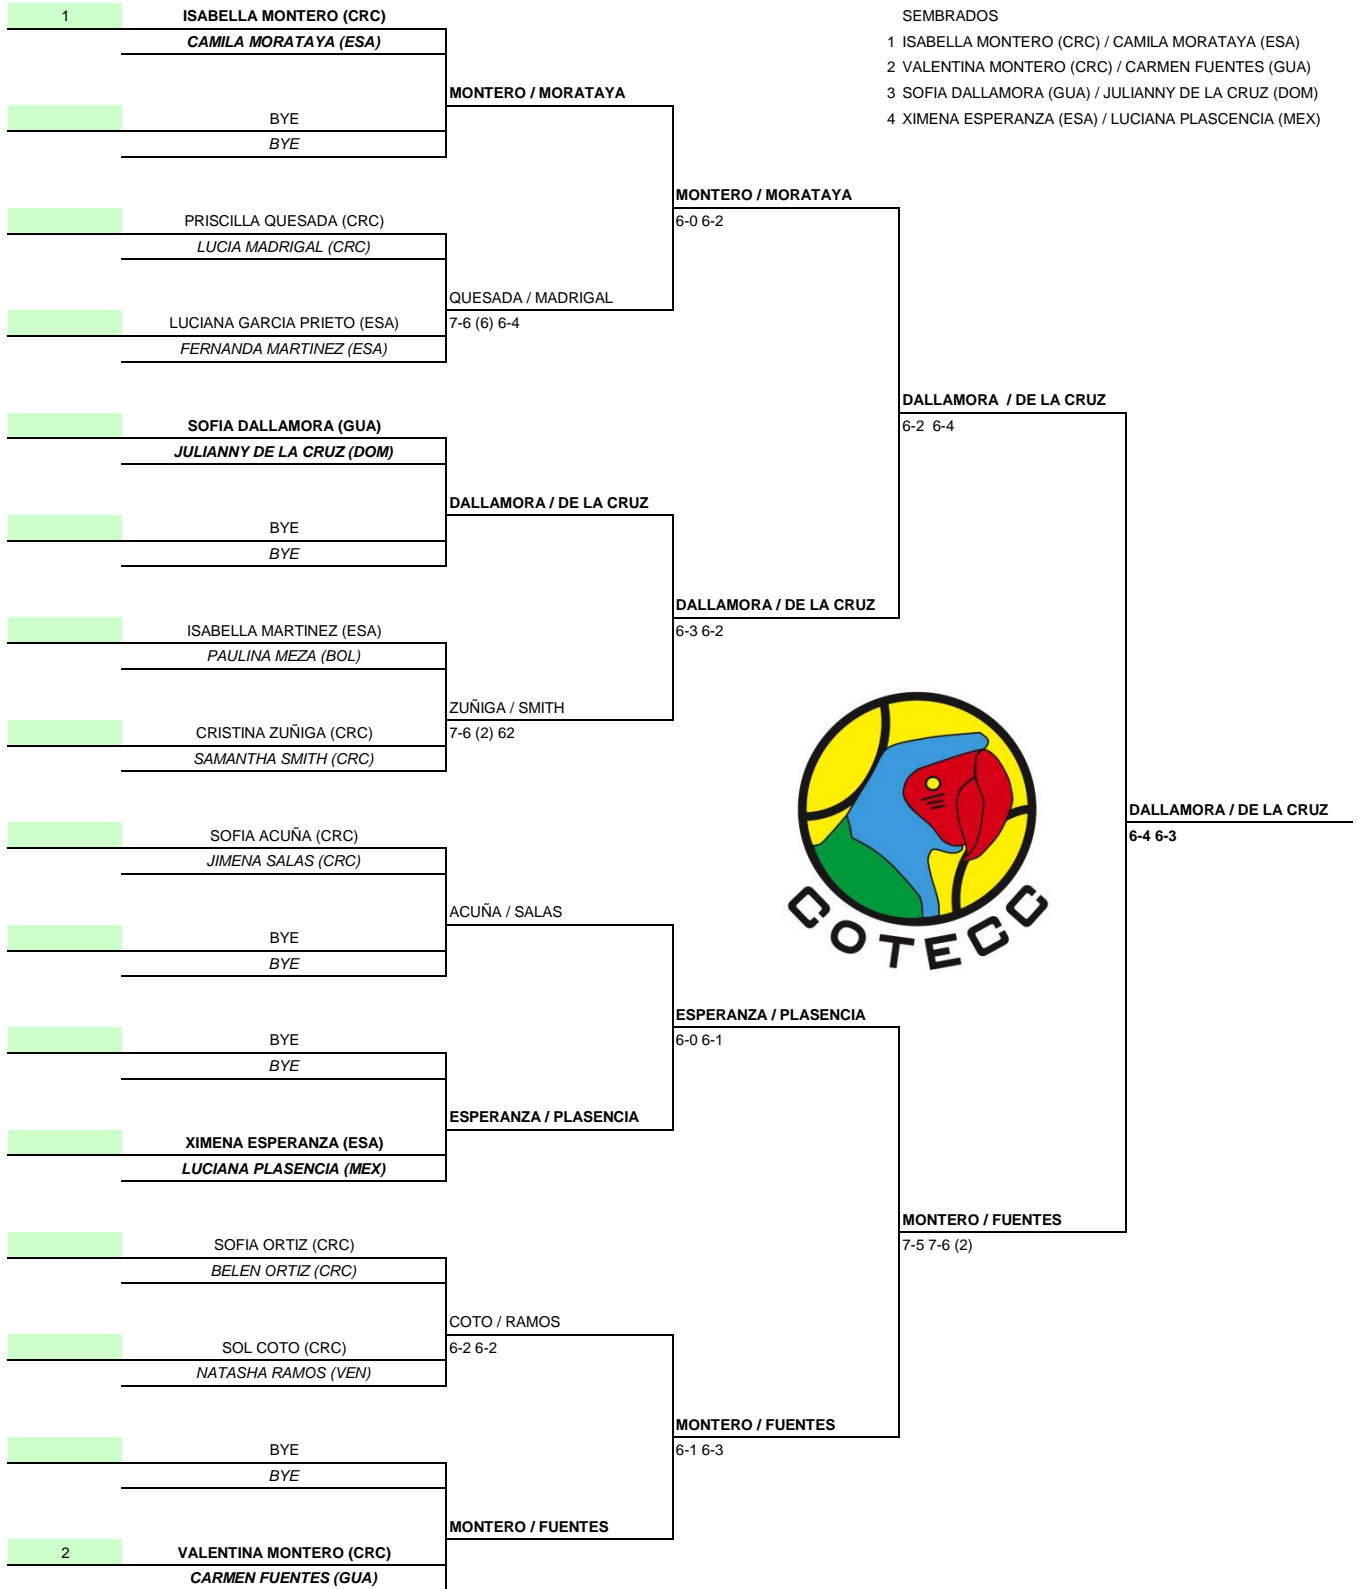 1 ISABELLA MONTERO (CRC)
CAMILA MORATAYA (ESA)
SEMBRADOS
1 ISABELLA MONTERO (CRC) / CAMILA MORATAYA (ESA)
2 VALENTINA MONTERO (CRC) / CARMEN FUENTES (GUA)
3 SOFIA DALLAMORA (GUA) / JULIANNY DE LA CRUZ (DOM)
4 XIMENA ESPERANZA (ESA) / LUCIANA PLASCENCIA (MEX)
MONTERO / MORATAYA
BYE
BYE
MONTERO / MORATAYA
6-0 6-2
PRISCILLA QUESADA (CRC)
LUCIA MADRIGAL (CRC)
QUESADA / MADRIGAL
7-6 (6) 6-4
LUCIANA GARCIA PRIETO (ESA)
FERNANDA MARTINEZ (ESA)
DALLAMORA / DE LA CRUZ
6-2 6-4
SOFIA DALLAMORA (GUA)
JULIANNY DE LA CRUZ (DOM)
DALLAMORA / DE LA CRUZ
BYE
BYE
DALLAMORA / DE LA CRUZ
6-3 6-2
ISABELLA MARTINEZ (ESA)
PAULINA MEZA (BOL)
ZUÑIGA / SMITH
7-6 (2) 62
CRISTINA ZUÑIGA (CRC)
SAMANTHA SMITH (CRC)
DALLAMORA / DE LA CRUZ
6-4 6-3
SOFIA ACUÑA (CRC)
JIMENA SALAS (CRC)
ACUÑA / SALAS
BYE
BYE
COTECC
ESPERANZA / PLASENCIA
6-0 6-1
BYE
BYE
ESPERANZA / PLASENCIA
XIMENA ESPERANZA (ESA)
LUCIANA PLASENCIA (MEX)
MONTERO / FUENTES
7-5 7-6 (2)
SOFIA ORTIZ (CRC)
BELEN ORTIZ (CRC)
COTO / RAMOS
6-2 6-2
SOL COTO (CRC)
NATASHA RAMOS (VEN)
MONTERO / FUENTES
6-1 6-3
BYE
BYE
MONTERO / FUENTES
2 VALENTINA MONTERO (CRC)
CARMEN FUENTES (GUA)